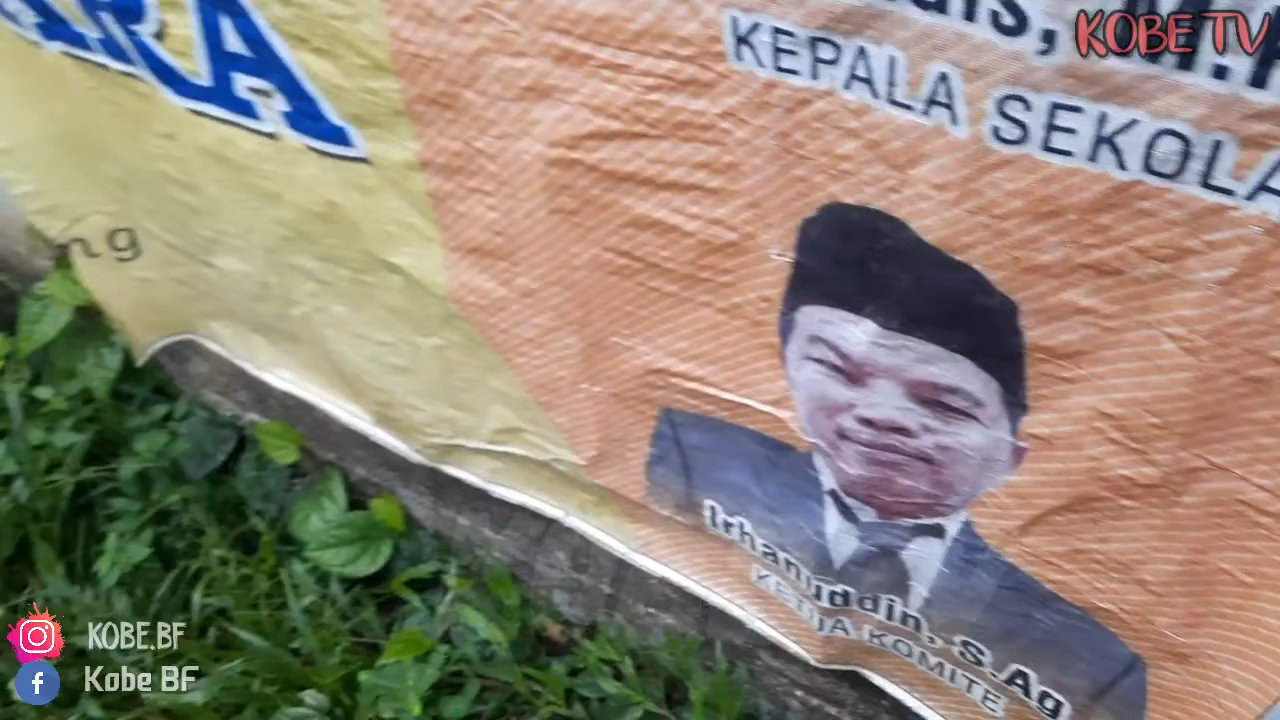 KOBE TV
KEPALA SEKOLA
ng
Irhanuddin, S.Ag
KETUA KOMITE
KOBE.BF
Kobe BF